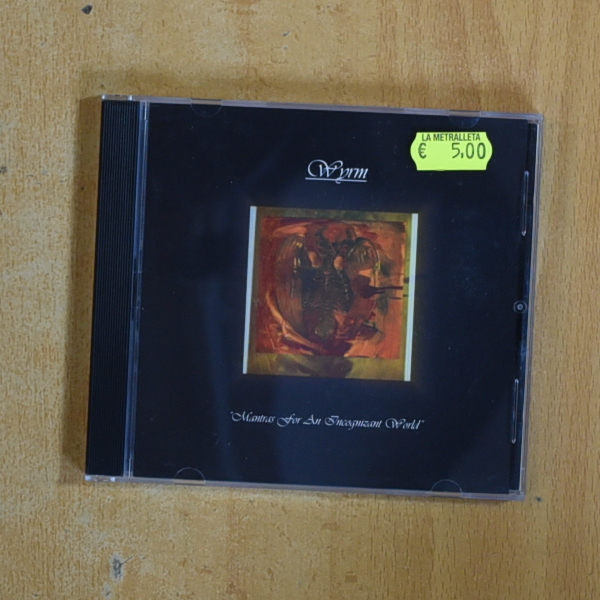 LA METRALLETA
€ 5,00
Wyrm
"Mantras For An Incognizant World"